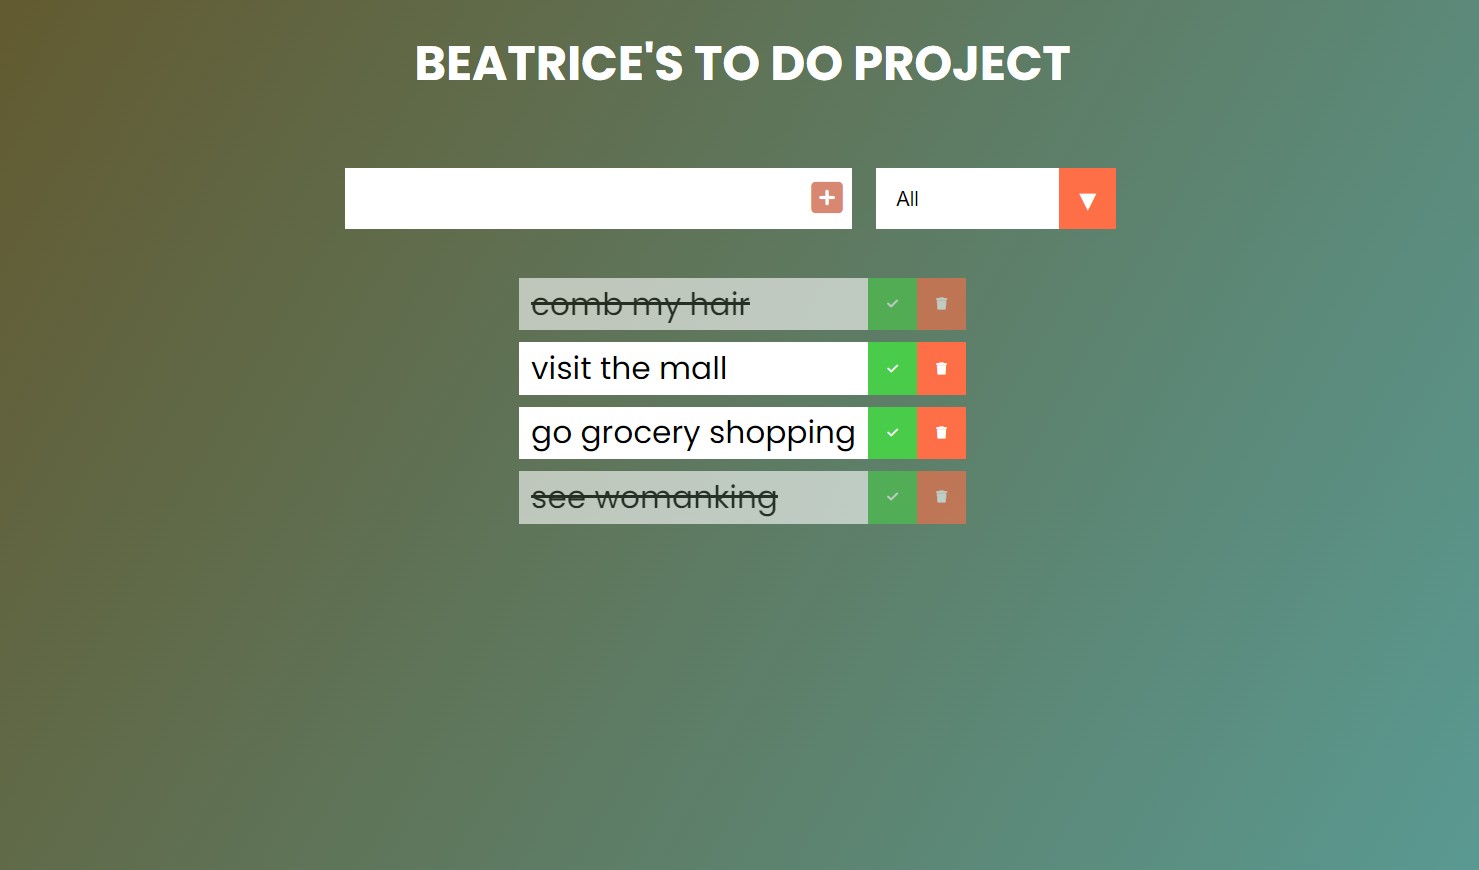 BEATRICE'S TO DO PROJECT
All
comb my hair
visit the mall
go grocery shopping
see womanking